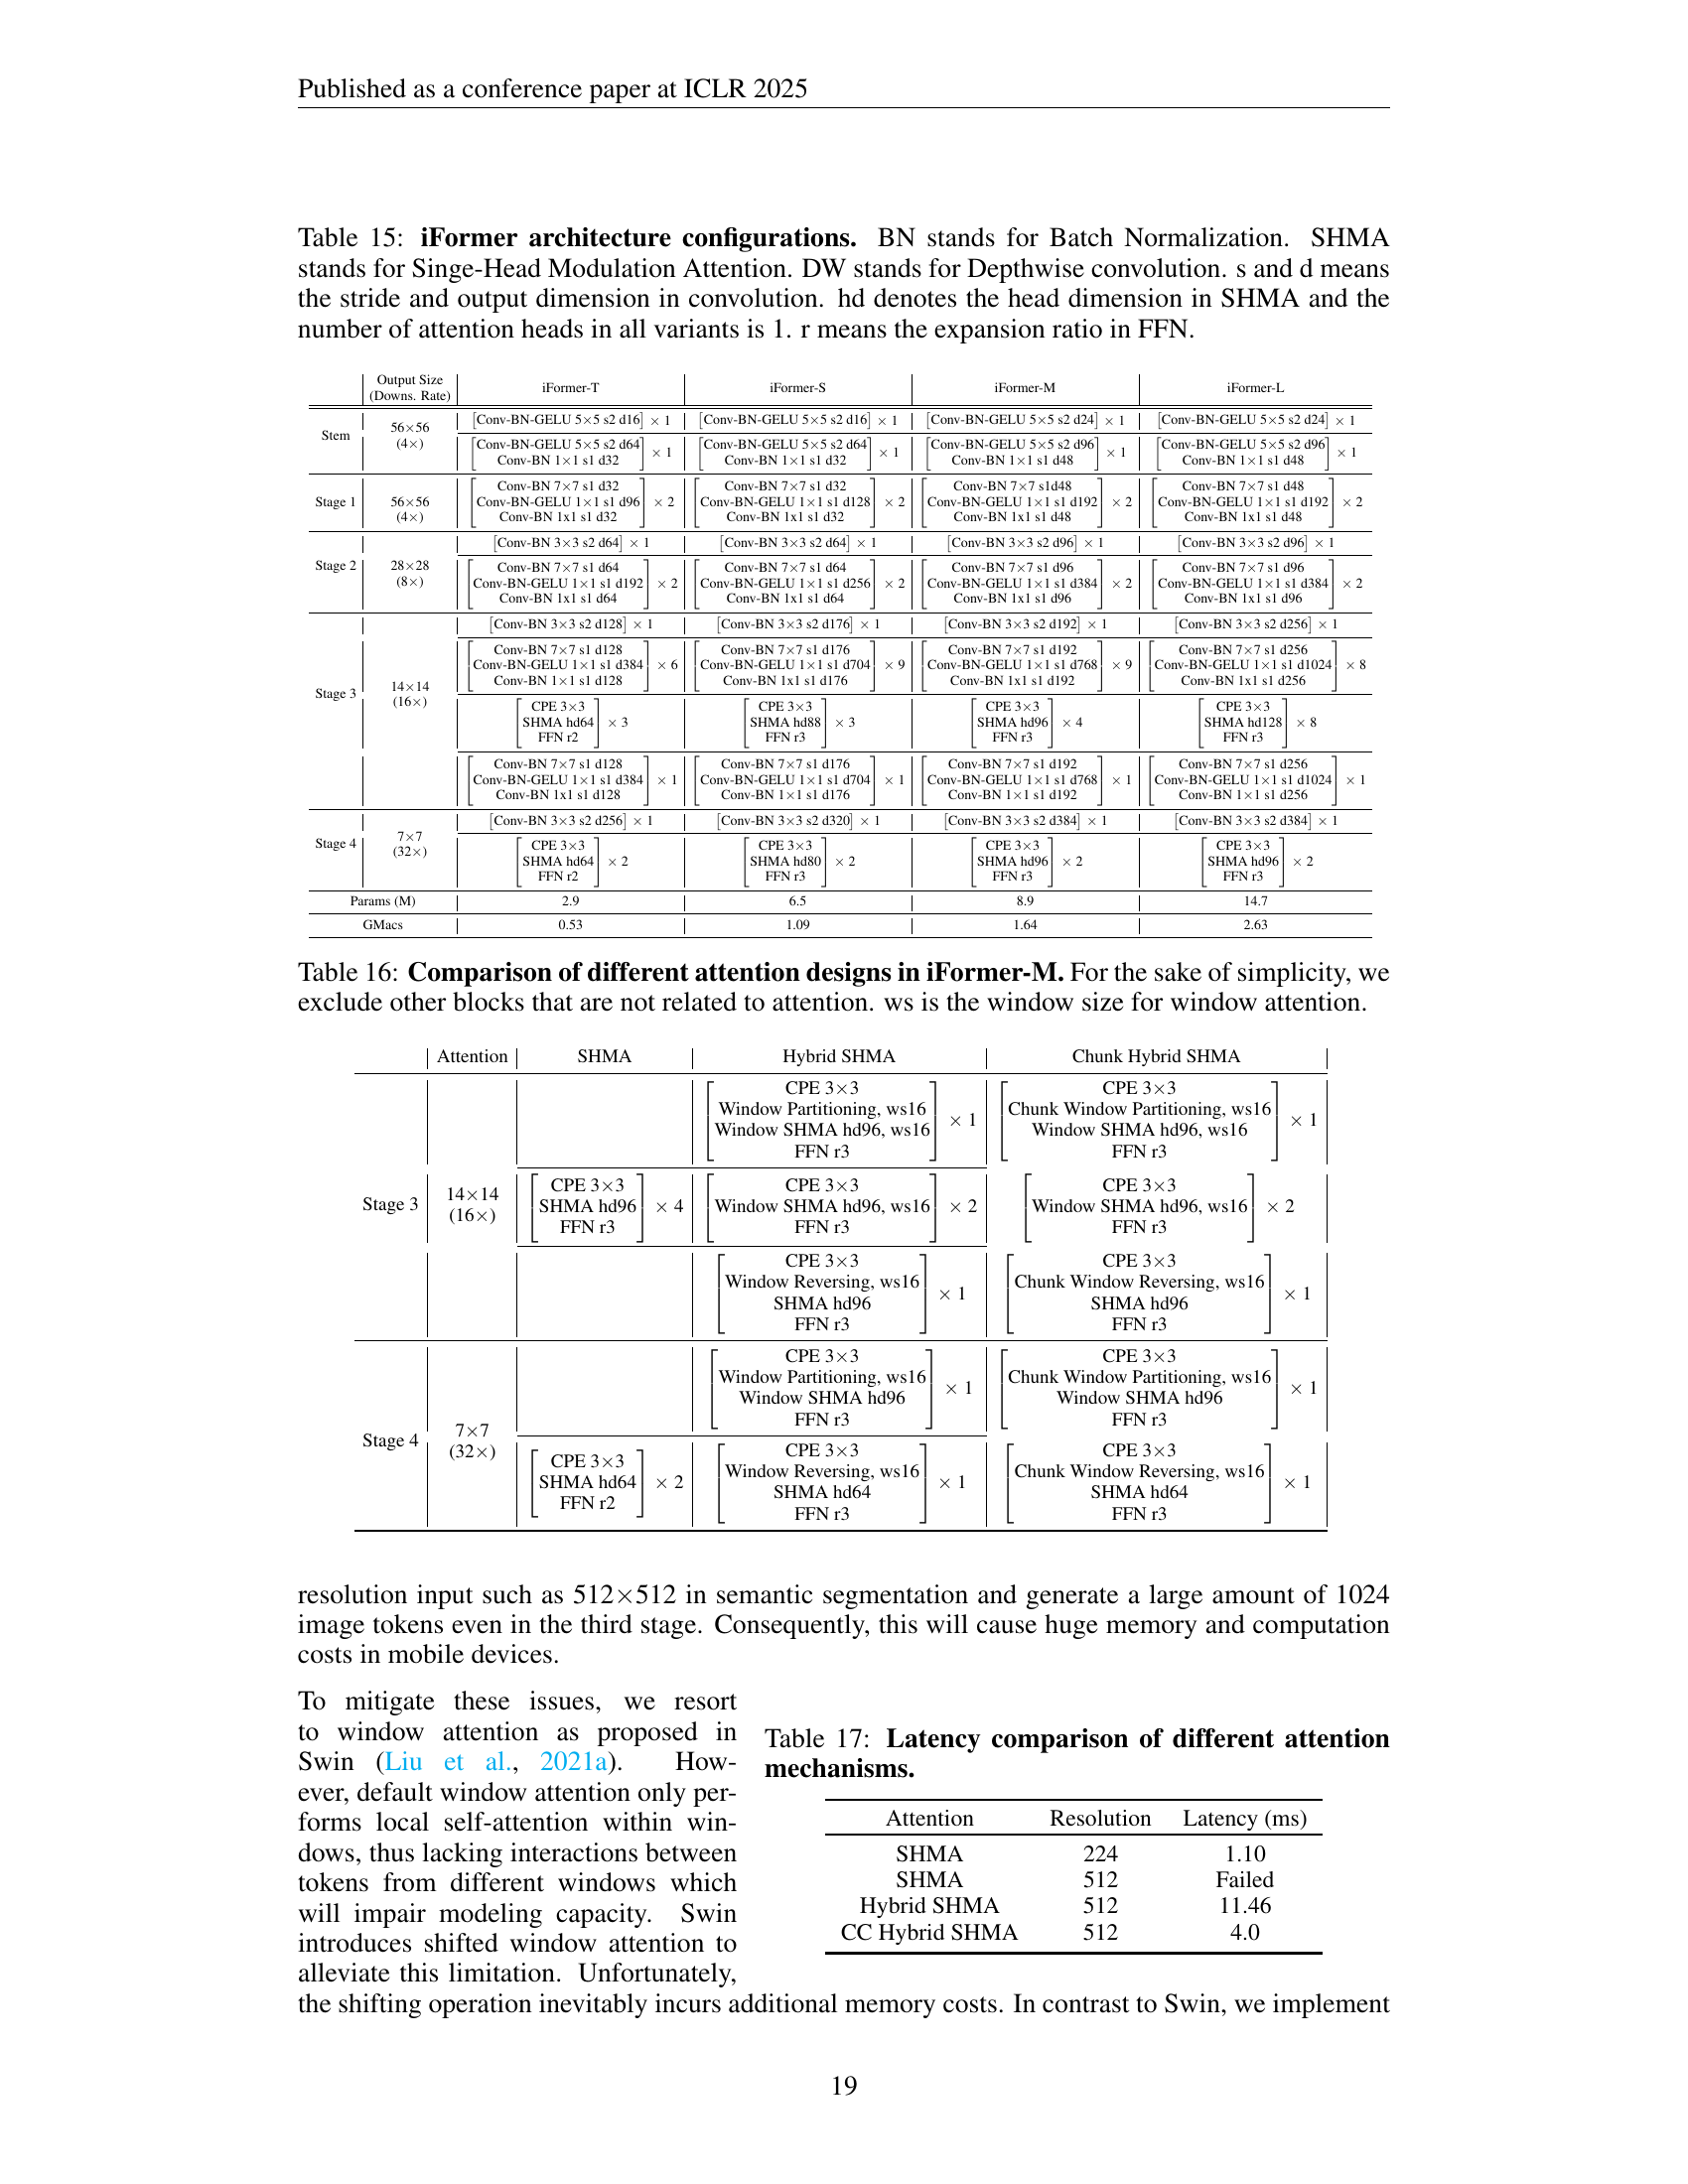 Published as a conference paper at ICLR 2025
Table 15: iFormer architecture configurations. BN stands for Batch Normalization. SHMA
stands for Singe-Head Modulation Attention. DW stands for Depthwise convolution. s and d means
the stride and output dimension in convolution. hd denotes the head dimension in SHMA and the
number of attention heads in all variants is 1. r means the expansion ratio in FFN.
Output Size
(Downs. Rate) iFormer-T iFormer-S iFormer-M iFormer-L
Stem 56×56
(4×)
[Conv-BN-GELU 5×5 s2 d16] × 1 [Conv-BN-GELU 5×5 s2 d16] × 1 [Conv-BN-GELU 5×5 s2 d24] × 1 [Conv-BN-GELU 5×5 s2 d24] × 1
Conv-BN-GELU 5×5 s2 d64 Conv-BN-GELU 5×5 s2 d64 Conv-BN-GELU 5×5 s2 d96 Conv-BN-GELU 5×5 s2 d96
× 1 × 1 × 1 × 1
Conv-BN 1×1 s1 d32 Conv-BN 1×1 s1 d32 Conv-BN 1×1 s1 d48 Conv-BN 1×1 s1 d48
Conv-BN 7×7 s1 d32 Conv-BN 7×7 s1 d32 Conv-BN 7×7 s1d48 Conv-BN 7×7 s1 d48
Stage 1 56×56 Conv-BN-GELU 1×1 s1 d96 × 2 Conv-BN-GELU 1×1 s1 d128 × 2 Conv-BN-GELU 1×1 s1 d192 × 2 Conv-BN-GELU 1×1 s1 d192 × 2
(4×) Conv-BN 1x1 s1 d32 Conv-BN 1x1 s1 d32 Conv-BN 1x1 s1 d48 Conv-BN 1x1 s1 d48
[Conv-BN 3×3 s2 d64] × 1 [Conv-BN 3×3 s2 d64] × 1 [Conv-BN 3×3 s2 d96] × 1 [Conv-BN 3×3 s2 d96] × 1
Stage 2 28×28
(8×)
Conv-BN 7×7 s1 d64 Conv-BN 7×7 s1 d64 Conv-BN 7×7 s1 d96 Conv-BN 7×7 s1 d96
Conv-BN-GELU 1×1 s1 d192 × 2 Conv-BN-GELU 1×1 s1 d256 × 2 Conv-BN-GELU 1×1 s1 d384 × 2 Conv-BN-GELU 1×1 s1 d384 × 2
Conv-BN 1x1 s1 d64 Conv-BN 1x1 s1 d64 Conv-BN 1x1 s1 d96 Conv-BN 1x1 s1 d96
[Conv-BN 3×3 s2 d128] × 1 [Conv-BN 3×3 s2 d176] × 1 [Conv-BN 3×3 s2 d192] × 1 [Conv-BN 3×3 s2 d256] × 1
Conv-BN 7×7 s1 d128 Conv-BN 7×7 s1 d176 Conv-BN 7×7 s1 d192 Conv-BN 7×7 s1 d256
Conv-BN-GELU 1×1 s1 d384 × 6 Conv-BN-GELU 1×1 s1 d704 × 9 Conv-BN-GELU 1×1 s1 d768 × 9 Conv-BN-GELU 1×1 s1 d1024 × 8
Conv-BN 1×1 s1 d128 Conv-BN 1x1 s1 d176 Conv-BN 1x1 s1 d192 Conv-BN 1x1 s1 d256
Stage 3 14×14
(16×)
CPE 3×3 CPE 3×3 CPE 3×3 CPE 3×3
SHMA hd64 × 3 SHMA hd88 × 3 SHMA hd96 × 4 SHMA hd128 × 8
FFN r2 FFN r3 FFN r3 FFN r3
Conv-BN 7×7 s1 d128 Conv-BN 7×7 s1 d176 Conv-BN 7×7 s1 d192 Conv-BN 7×7 s1 d256
Conv-BN-GELU 1×1 s1 d384 × 1 Conv-BN-GELU 1×1 s1 d704 × 1 Conv-BN-GELU 1×1 s1 d768 × 1 Conv-BN-GELU 1×1 s1 d1024 × 1
Conv-BN 1x1 s1 d128 Conv-BN 1×1 s1 d176 Conv-BN 1×1 s1 d192 Conv-BN 1×1 s1 d256
[Conv-BN 3×3 s2 d256] × 1 [Conv-BN 3×3 s2 d320] × 1 [Conv-BN 3×3 s2 d384] × 1 [Conv-BN 3×3 s2 d384] × 1
Stage 4 7×7
(32×)
CPE 3×3 CPE 3×3 CPE 3×3 CPE 3×3
SHMA hd64 × 2 SHMA hd80 × 2 SHMA hd96 × 2 SHMA hd96 × 2
FFN r2 FFN r3 FFN r3 FFN r3
Params (M) 2.9 6.5 8.9 14.7
GMacs 0.53 1.09 1.64 2.63
Table 16: Comparison of different attention designs in iFormer-M. For the sake of simplicity, we
exclude other blocks that are not related to attention. ws is the window size for window attention.
Attention SHMA Hybrid SHMA Chunk Hybrid SHMA
CPE 3×3 CPE 3×3
Window Partitioning, ws16 Chunk Window Partitioning, ws16
× 1 × 1
Window SHMA hd96, ws16 Window SHMA hd96, ws16
FFN r3 FFN r3
CPE 3×3 CPE 3×3 CPE 3×3
Stage 3 14×14 SHMA hd96 × 4 Window SHMA hd96, ws16 × 2 Window SHMA hd96, ws16 × 2
(16×) FFN r3 FFN r3 FFN r3
CPE 3×3 CPE 3×3
Window Reversing, ws16 Chunk Window Reversing, ws16
× 1 × 1
SHMA hd96 SHMA hd96
FFN r3 FFN r3
CPE 3×3 CPE 3×3
Window Partitioning, ws16 Chunk Window Partitioning, ws16
× 1 × 1
Window SHMA hd96 Window SHMA hd96
FFN r3 FFN r3
Stage 4 7×7
(32×)
CPE 3×3 CPE 3×3 CPE 3×3
Window Reversing, ws16 Chunk Window Reversing, ws16
SHMA hd64 × 2 × 1 × 1
SHMA hd64 SHMA hd64
FFN r2 FFN r3 FFN r3
resolution input such as 512×512 in semantic segmentation and generate a large amount of 1024
image tokens even in the third stage. Consequently, this will cause huge memory and computation
costs in mobile devices.
To mitigate these issues, we resort
to window attention as proposed in
Swin (Liu et al., 2021a). How-
ever, default window attention only per-
forms local self-attention within win-
dows, thus lacking interactions between
tokens from different windows which
will impair modeling capacity. Swin
introduces shifted window attention to
alleviate this limitation. Unfortunately,
the shifting operation inevitably incurs additional memory costs. In contrast to Swin, we implement
Table 17: Latency comparison of different attention
mechanisms.
Attention Resolution Latency (ms)
SHMA 224 1.10
SHMA 512 Failed
Hybrid SHMA 512 11.46
CC Hybrid SHMA 512 4.0
19